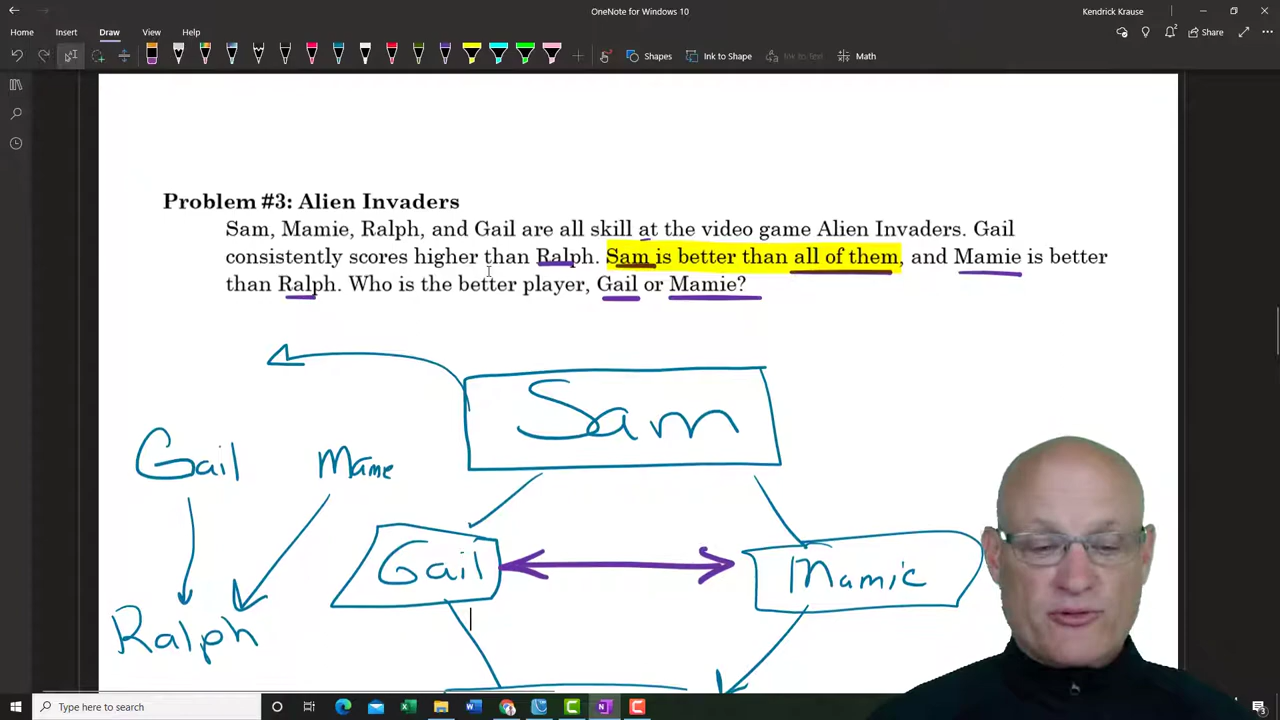 OneNote for Windows 10
Kendrick Krause
Home
Insert
Draw
View
Help
Shapes
Ink to Shape
Ink to Text
Math
Share
Problem #3: Alien Invaders
Sam, Mamie, Ralph, and Gail are all skill at the video game Alien Invaders. Gail
consistently scores higher than Ralph. Sam is better than all of them, and Mamie is better
than Ralph. Who is the better player, Gail or Mamie?
Sam
Gail Mame
Gail Mamie
Ralph
Type here to search